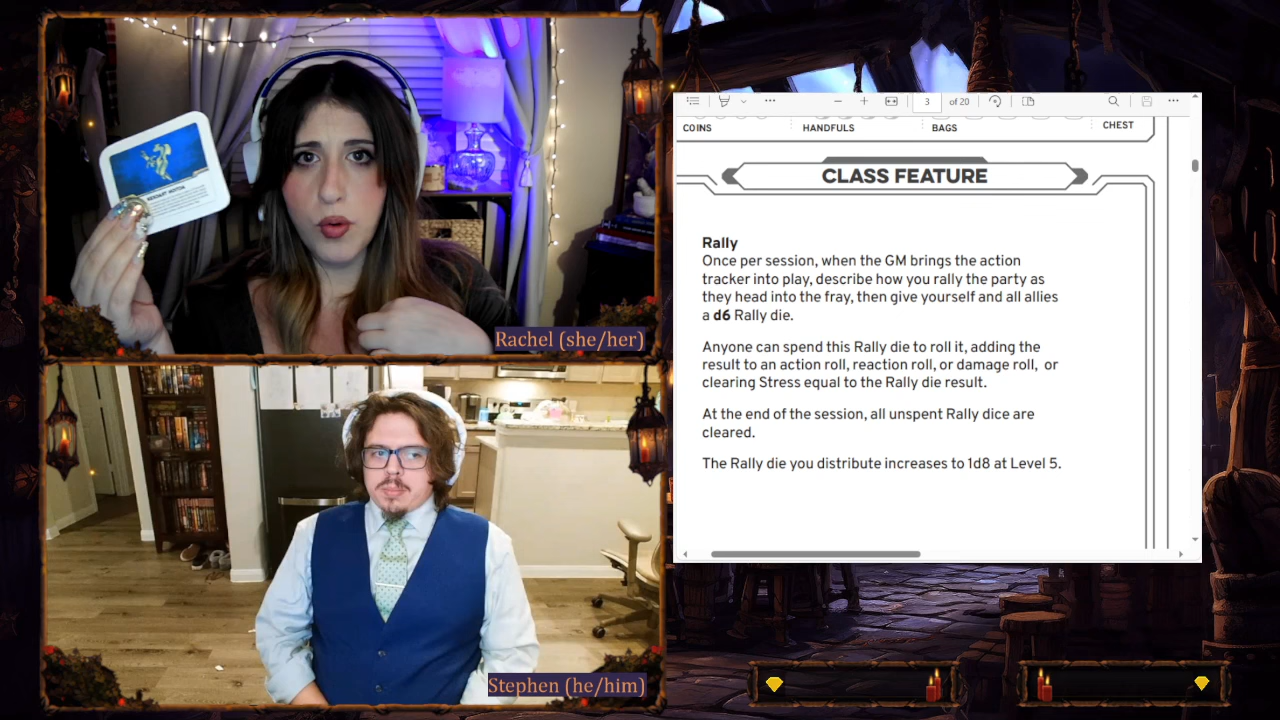 Rachel (she/her)
Stephen (he/him)
3 of 20
COINS HANDFULS BAGS CHEST
CLASS FEATURE
Rally
Once per session, when the GM brings the action
tracker into play, describe how you rally the party as
they head into the fray, then give yourself and all allies
a d6 Rally die.
Anyone can spend this Rally die to roll it, adding the
result to an action roll, reaction roll, or damage roll, or
clearing Stress equal to the Rally die result.
At the end of the session, all unspent Rally dice are
cleared.
The Rally die you distribute increases to 1d8 at Level 5.